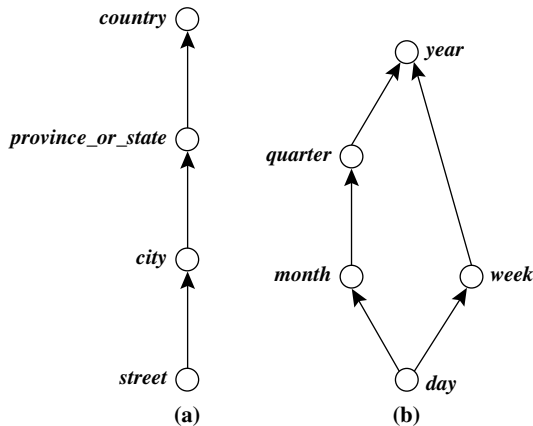 country
province_or_state
city
street
(a)
year
quarter
month
week
day
(b)